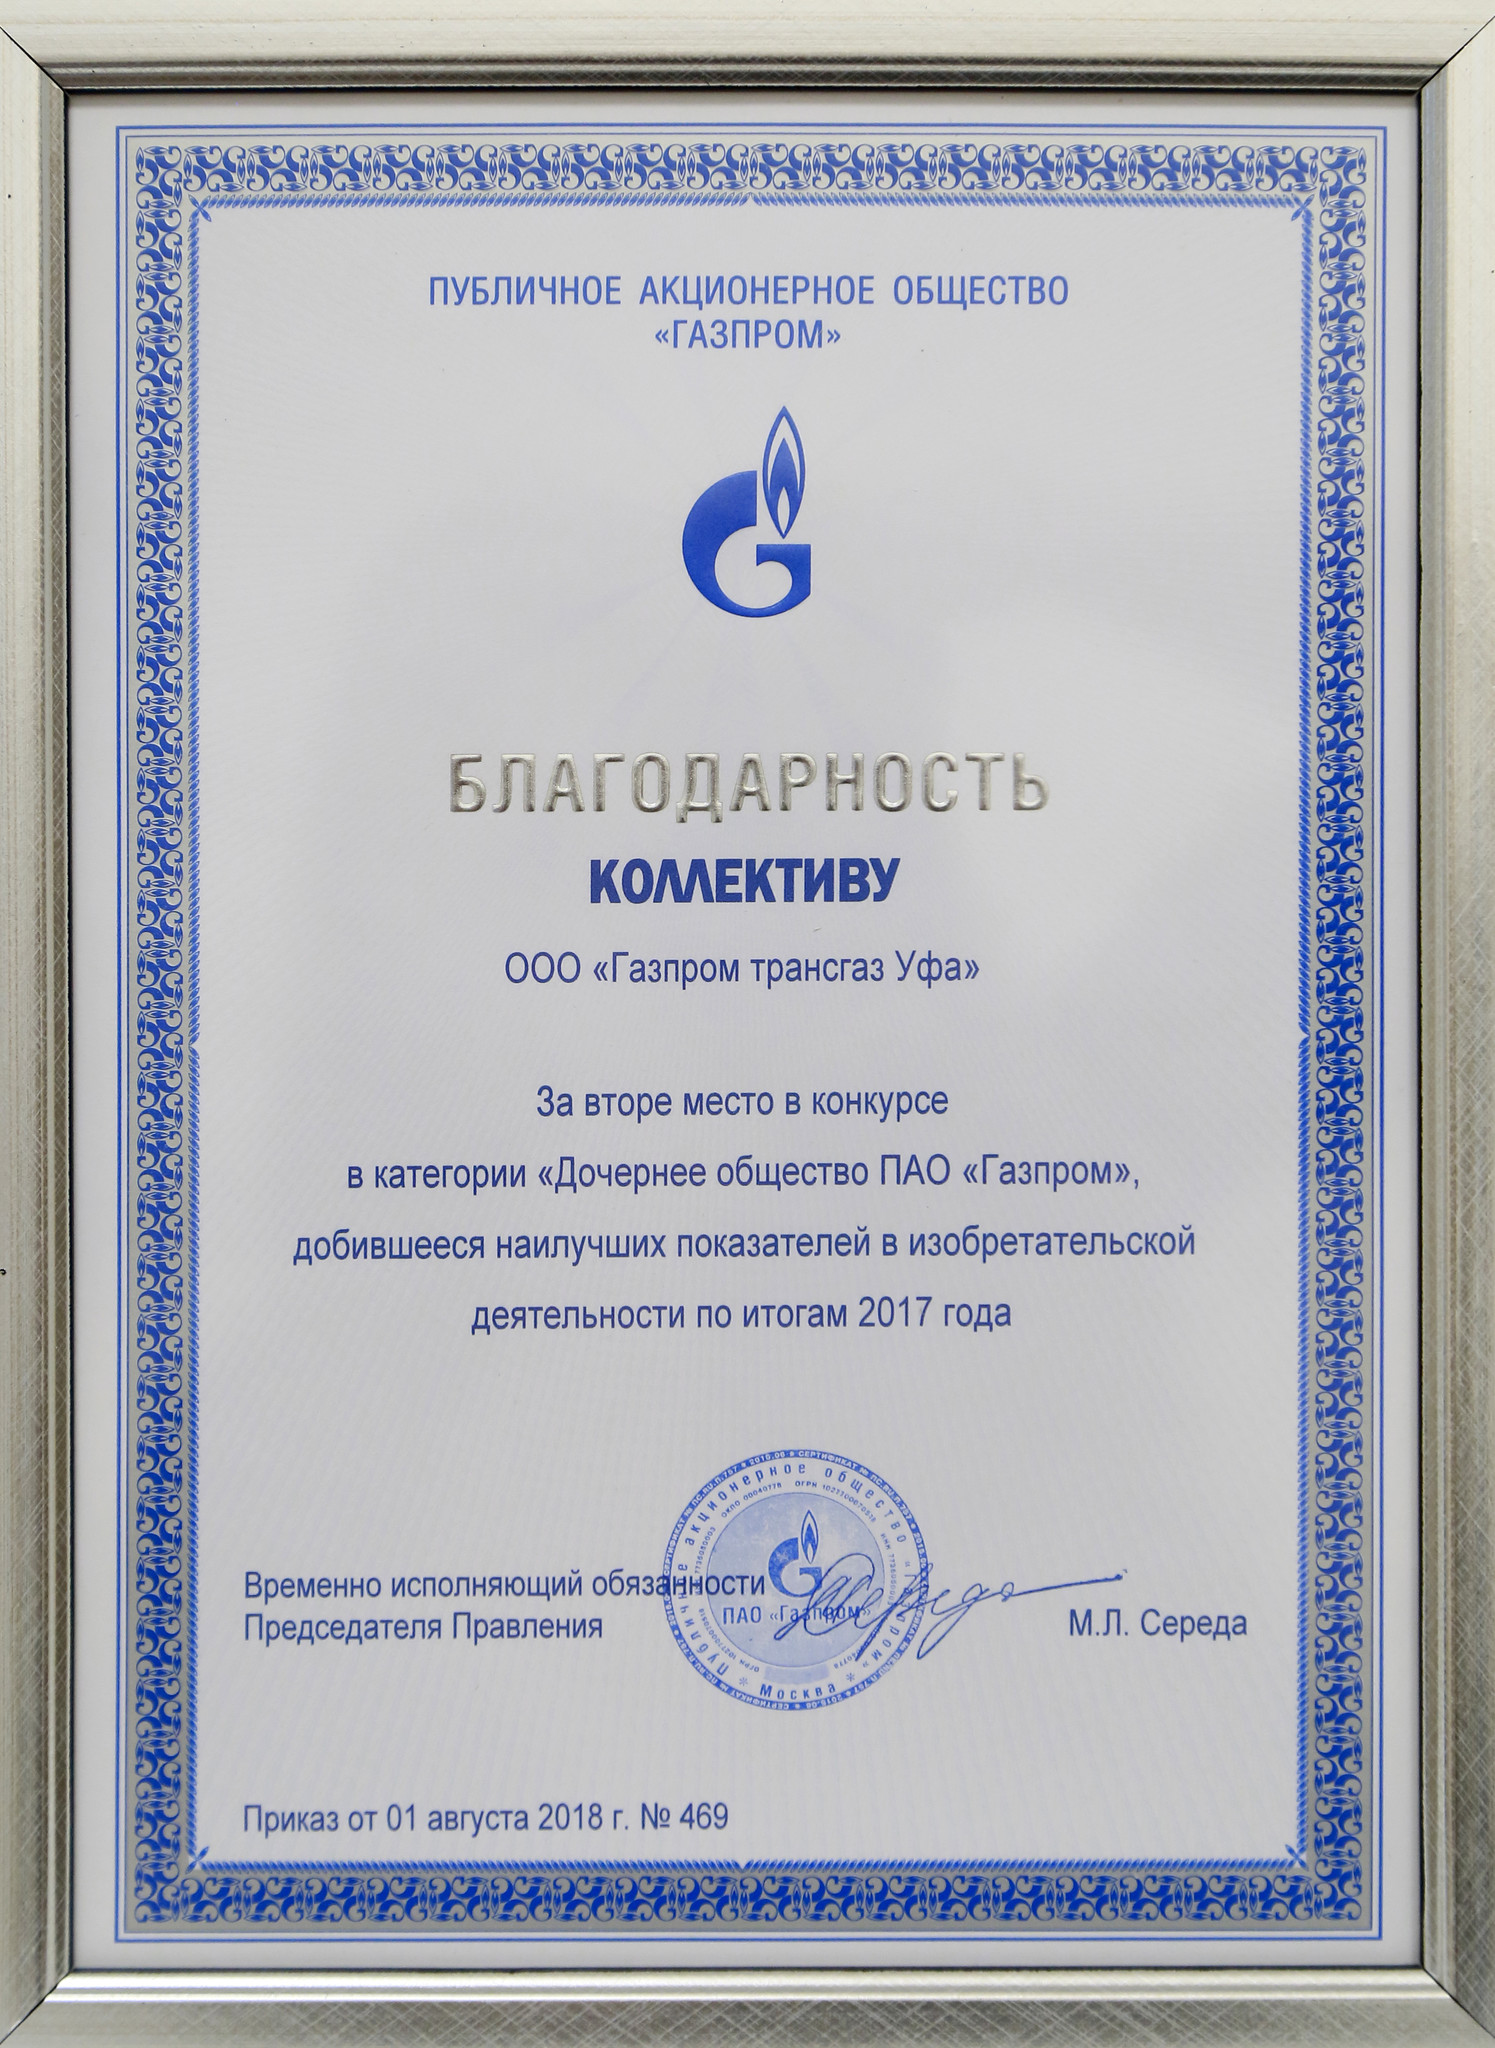 ПУБЛИЧНОЕ АКЦИОНЕРНОЕ ОБЩЕСТВО
«ГАЗПРОМ»
БЛАГОДАРНОСТЬ
КОЛЛЕКТИВУ
ООО «Газпром трансгаз Уфа»
За второе место в конкурсе
в категории «Дочернее общество ПАО «Газпром»,
добившееся наилучших показателей в изобретательской
деятельности по итогам 2017 года
Временно исполняющий обязанности
Председателя Правления
М.Л. Середа
публичное акционерное общество "Газпром"
* Москва *
ПАО «Газпром»
Приказ от 01 августа 2018 г. № 469